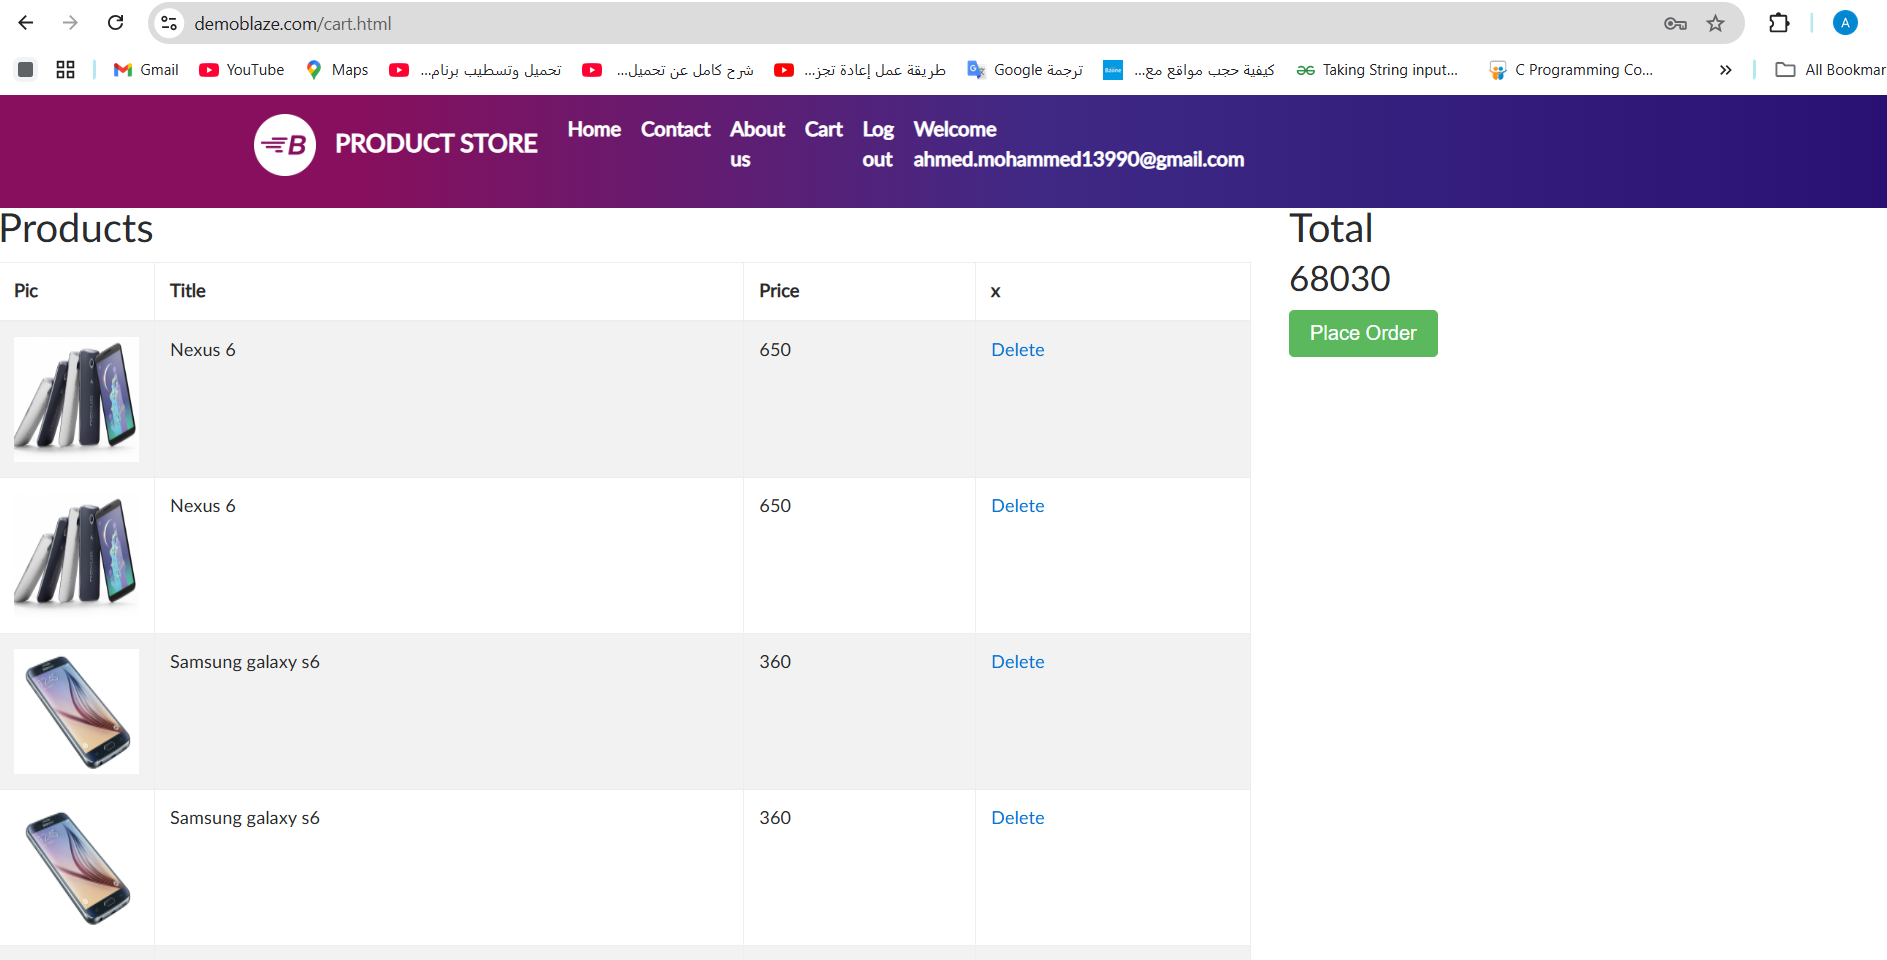 demoblaze.com/cart.html
A
Gmail
YouTube
Maps
تحميل وتسطيب برنام...
شرح كامل عن تحميل...
طريقة عمل إعادة تجز...
ترجمة Google
كيفية حجب مواقع مع...
Taking String input...
C Programming Co...
»
All Bookmar
B PRODUCT STORE
Home
Contact
About
us
Cart
Log
out
Welcome
ahmed.mohammed13990@gmail.com
Products
Pic Title Price x
Nexus 6 650 Delete
Nexus 6 650 Delete
Samsung galaxy s6 360 Delete
Samsung galaxy s6 360 Delete
Total
68030
Place Order